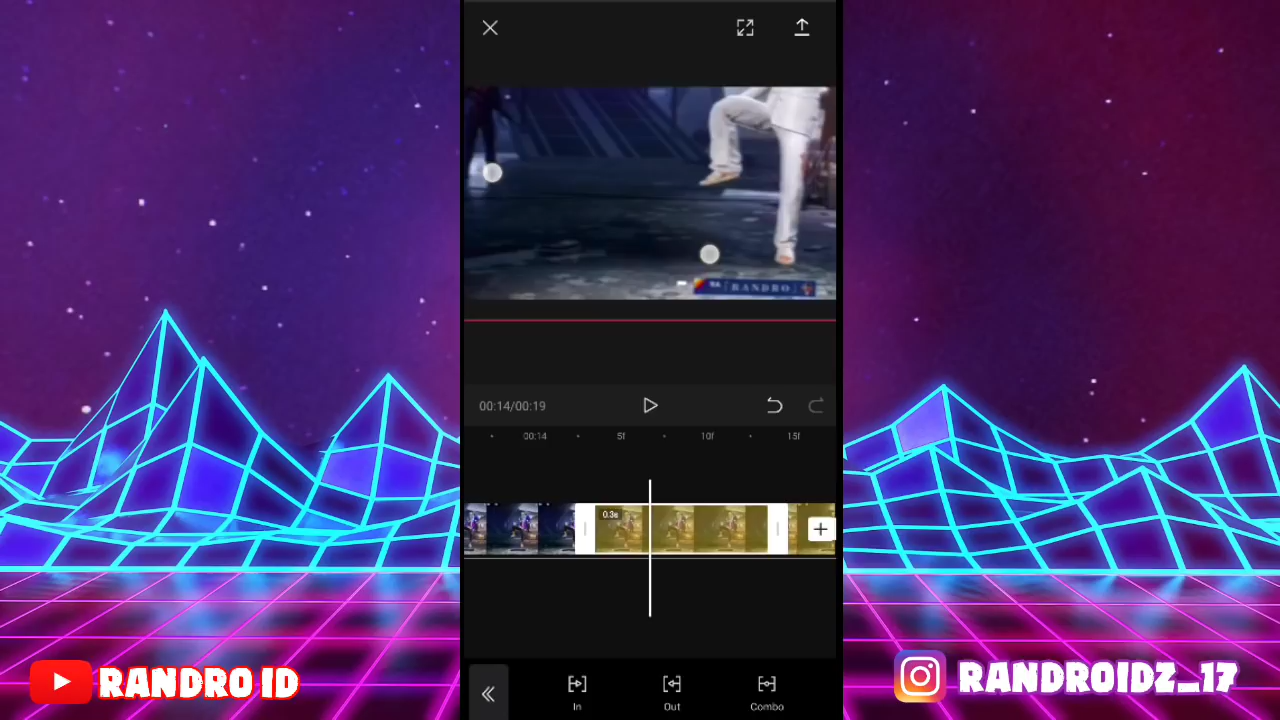 RANDRO
00:14/00:19
00:14 5f 10f 15f
0.3s
In Out Combo
RANDRO ID
RANDROIDZ_17